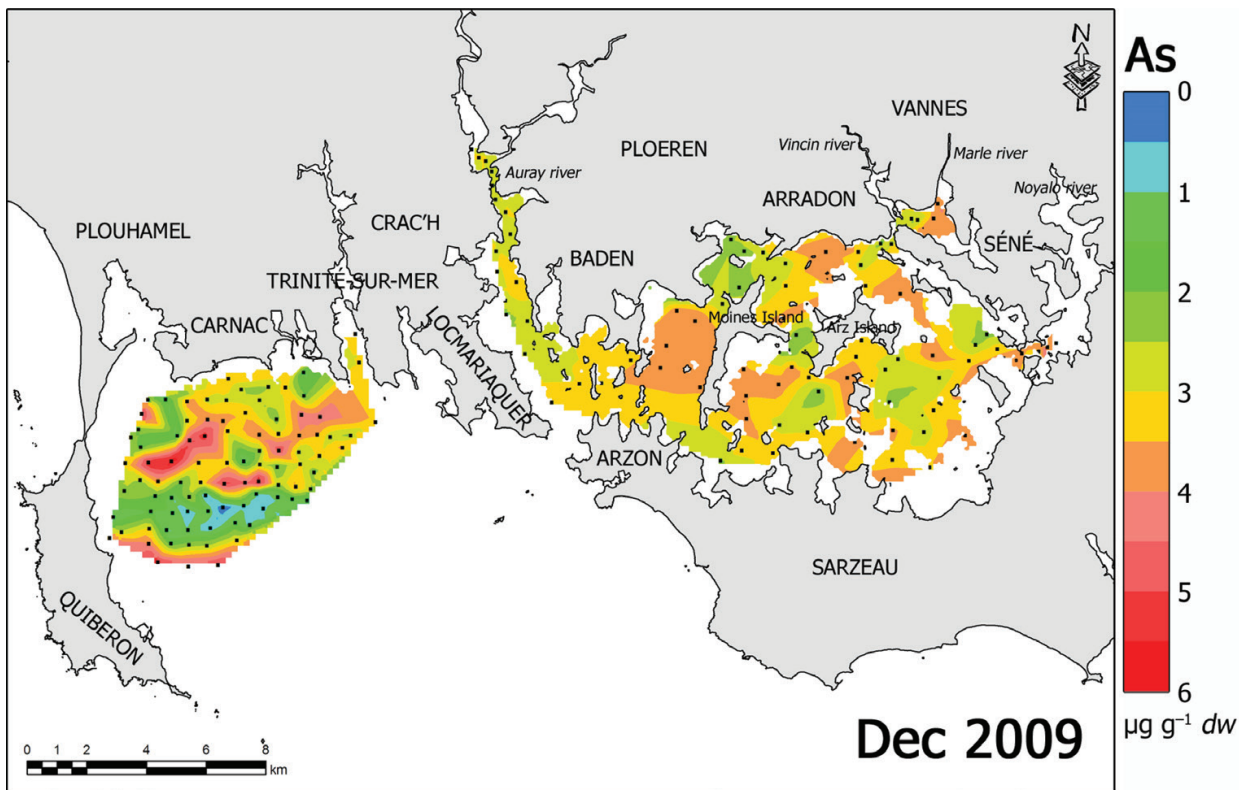 N
As
0
1
2
3
4
5
6
µg g⁻¹ dw
VANNES
Vincin river
Marle river
PLOEREN
Auray river
Noyalo river
ARRADON
CRAC'H
PLOUHAMEL
SÉNÉ
BADEN
TRINITÉ-SUR-MER
Moines Island
CARNAC
Arz Island
LOCMARIAQUER
ARZON
SARZEAU
QUIBERON
Dec 2009
0 1 2 4 6 8
km